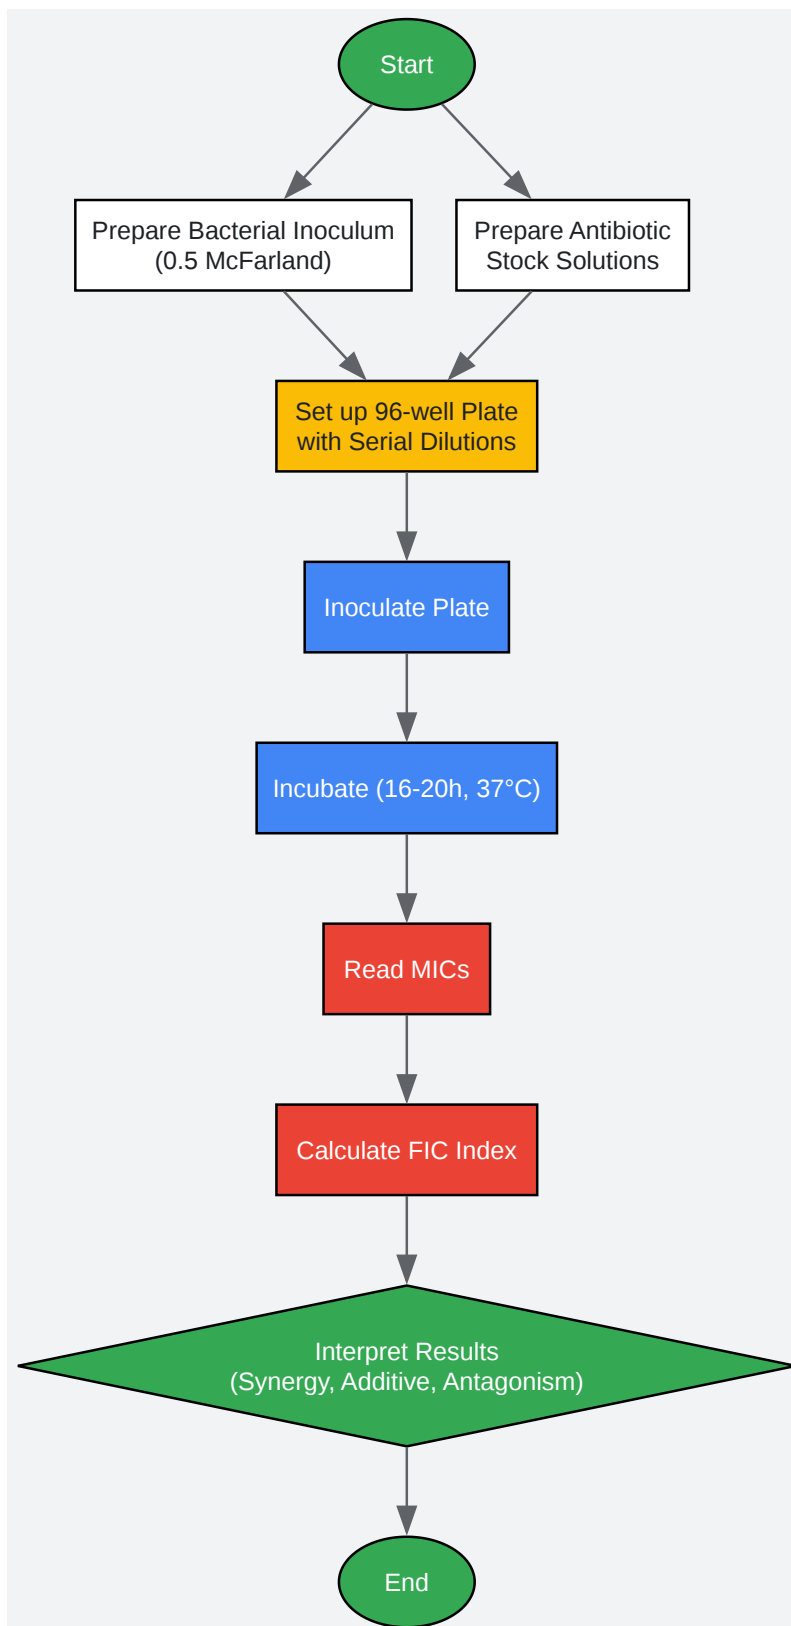 Start
Prepare Bacterial Inoculum
(0.5 McFarland)
Prepare Antibiotic
Stock Solutions
Set up 96-well Plate
with Serial Dilutions
Inoculate Plate
Incubate (16-20h, 37°C)
Read MICs
Calculate FIC Index
Interpret Results
(Synergy, Additive, Antagonism)
End